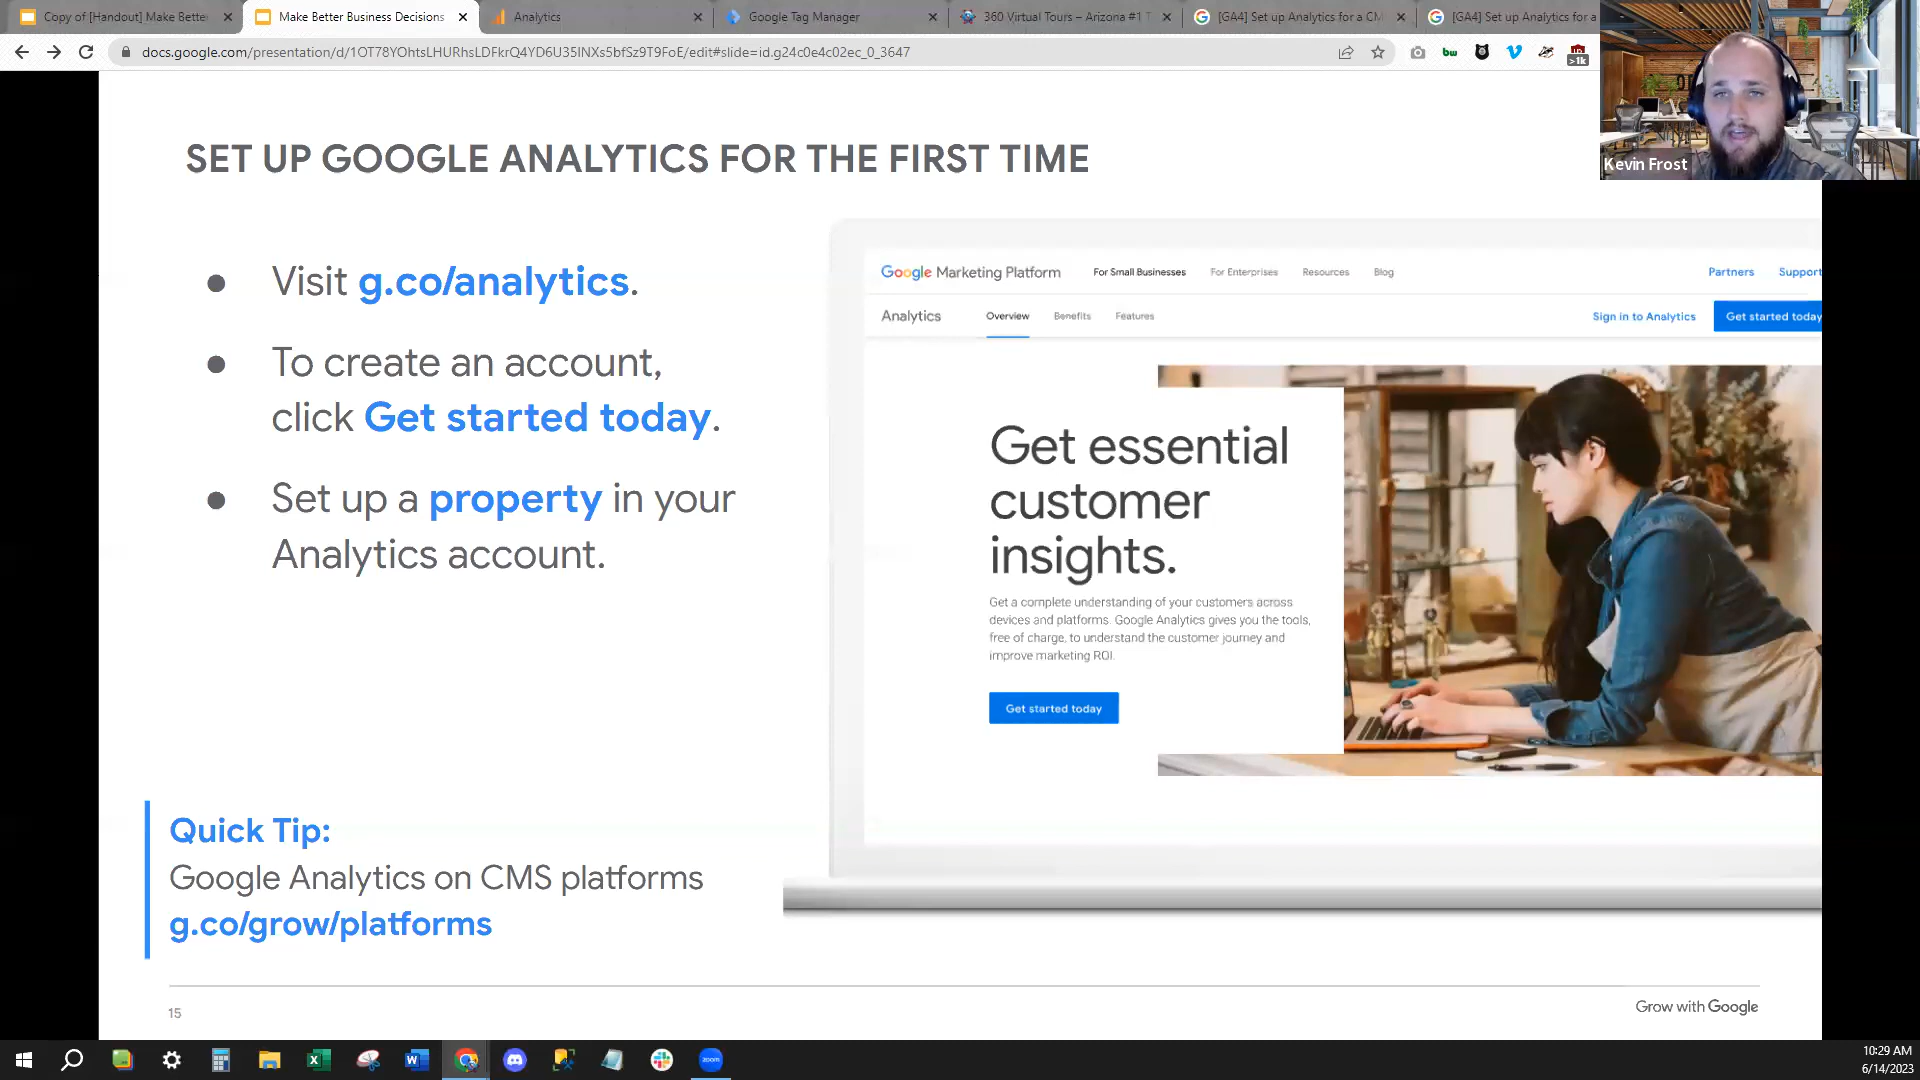 Copy of [Handout] Make Better
Make Better Business Decisions
Analytics
Google Tag Manager
360 Virtual Tours – Arizona #1 T
[GA4] Set up Analytics for a CM
[GA4] Set up Analytics for a
docs.google.com/presentation/d/1OT78YOhtsLHURhsLDFkrQ4YD6U35INXs5bfSz9T9FoE/edit#slide=id.g24c0e4c02ec_0_3647
bw
>1k
Kevin Frost
SET UP GOOGLE ANALYTICS FOR THE FIRST TIME
● Visit g.co/analytics.
● To create an account,
click Get started today.
● Set up a property in your
Analytics account.
Google Marketing Platform For Small Businesses For Enterprises Resources Blog Partners Support
Analytics Overview Benefits Features Sign in to Analytics Get started today
Get essential
customer
insights.
Get a complete understanding of your customers across
devices and platforms. Google Analytics gives you the tools,
free of charge, to understand the customer journey and
improve marketing ROI.
Get started today
Quick Tip:
Google Analytics on CMS platforms
g.co/grow/platforms
15
Grow with Google
zoom
10:29 AM
6/14/2023